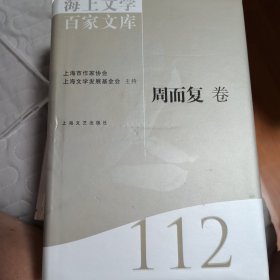 海上文学
百家文库
上海市作家协会
上海文学发展基金会 主持
周而复 卷
上海文艺出版社
112